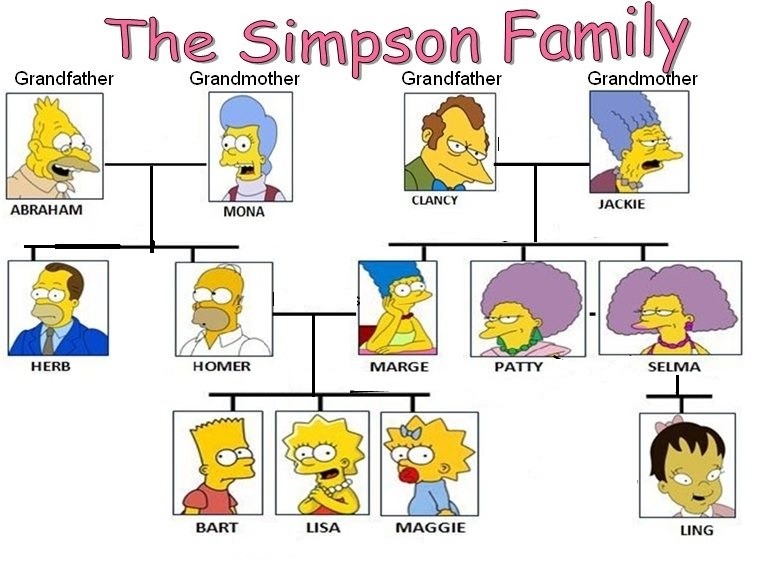 The Simpson Family
Grandfather Grandmother Grandfather Grandmother
ABRAHAM MONA CLANCY JACKIE
HERB HOMER MARGE PATTY SELMA
BART LISA MAGGIE LING